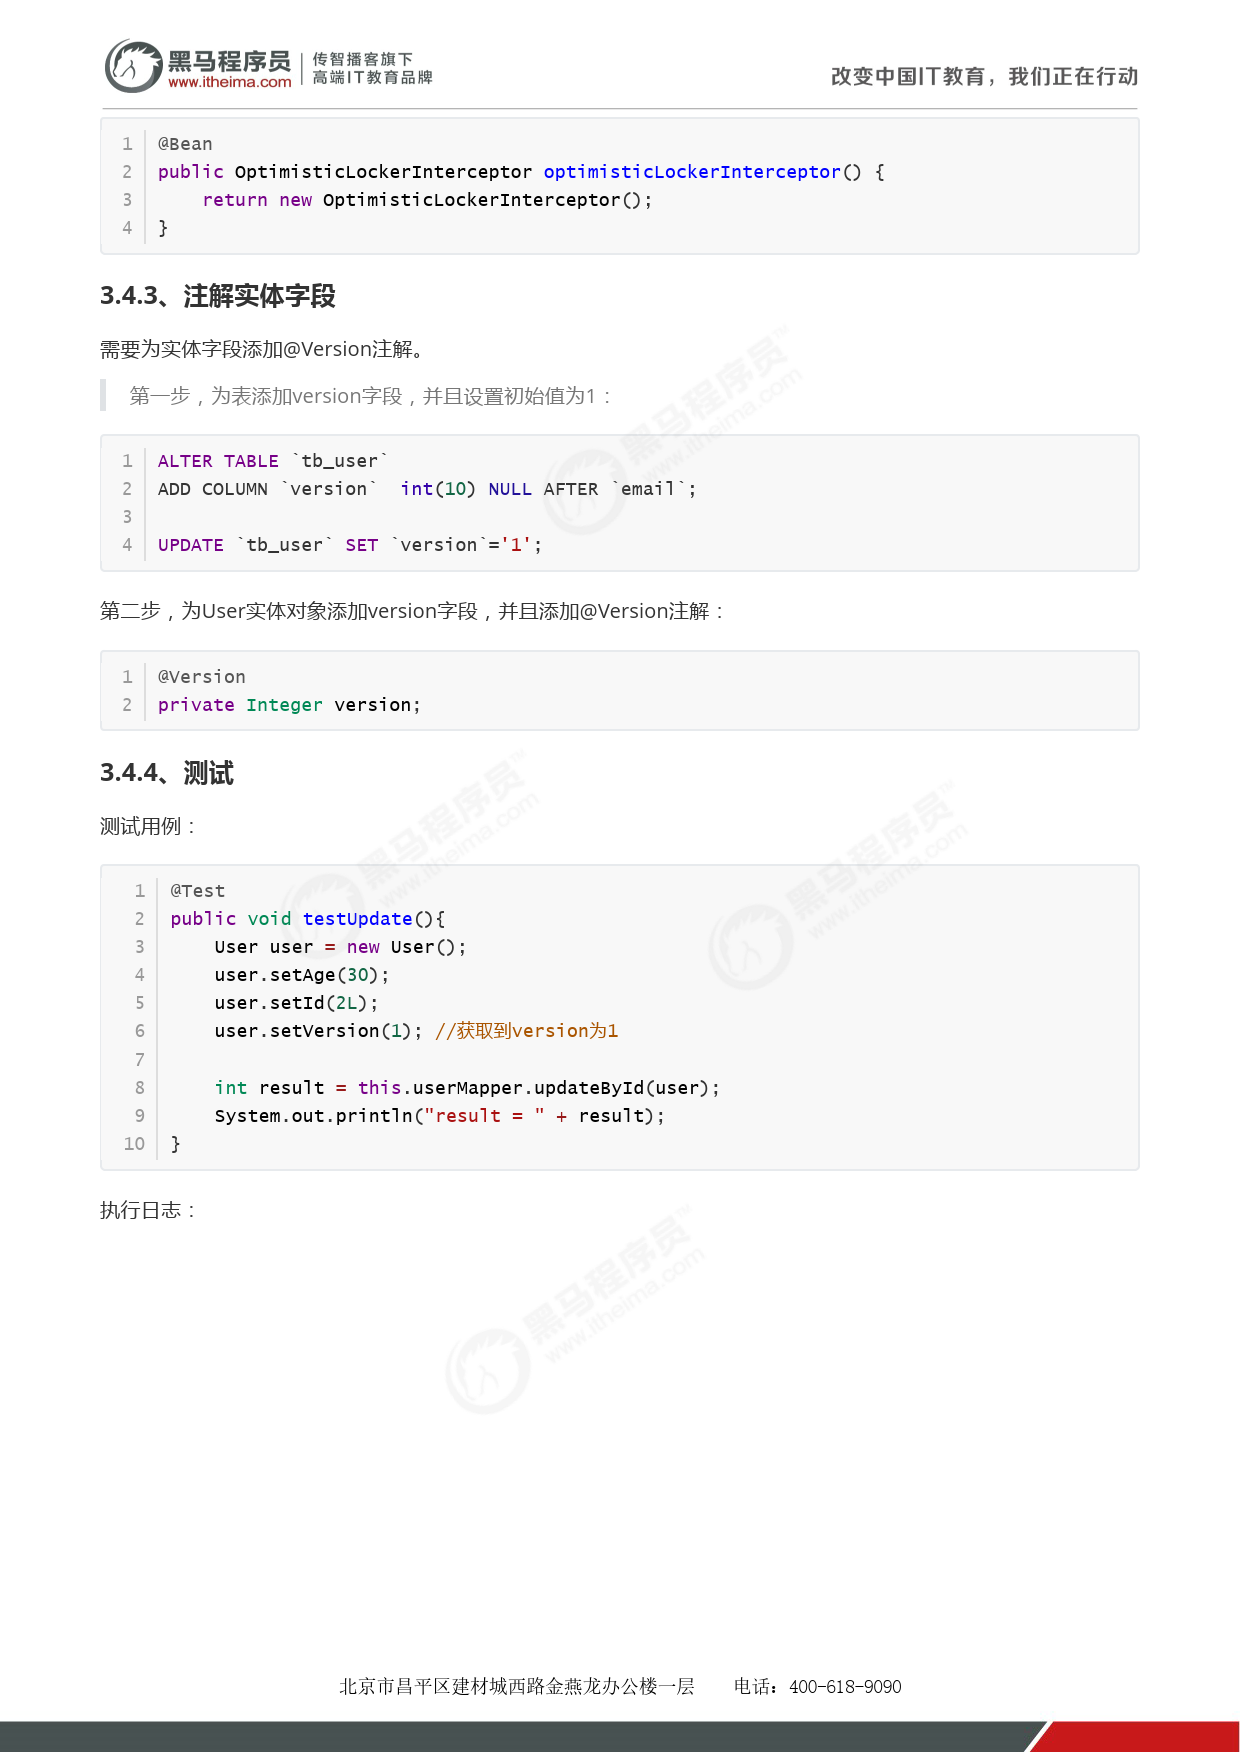 黑马程序员
www.itheima.com
传智播客旗下
高端IT教育品牌
改变中国IT教育，我们正在行动
1 @Bean
2 public OptimisticLockerInterceptor optimisticLockerInterceptor() {
3     return new OptimisticLockerInterceptor();
4 }
3.4.3、注解实体字段
需要为实体字段添加@Version注解。
第一步，为表添加version字段，并且设置初始值为1：
1 ALTER TABLE `tb_user`
2 ADD COLUMN `version`  int(10) NULL AFTER `email`;
3
4 UPDATE `tb_user` SET `version`='1';
第二步，为User实体对象添加version字段，并且添加@Version注解：
1 @Version
2 private Integer version;
3.4.4、测试
测试用例：
1 @Test
2 public void testUpdate(){
3     User user = new User();
4     user.setAge(30);
5     user.setId(2L);
6     user.setVersion(1); //获取到version为1
7
8     int result = this.userMapper.updateById(user);
9     System.out.println("result = " + result);
10 }
执行日志：
北京市昌平区建材城西路金燕龙办公楼一层    电话：400-618-9090